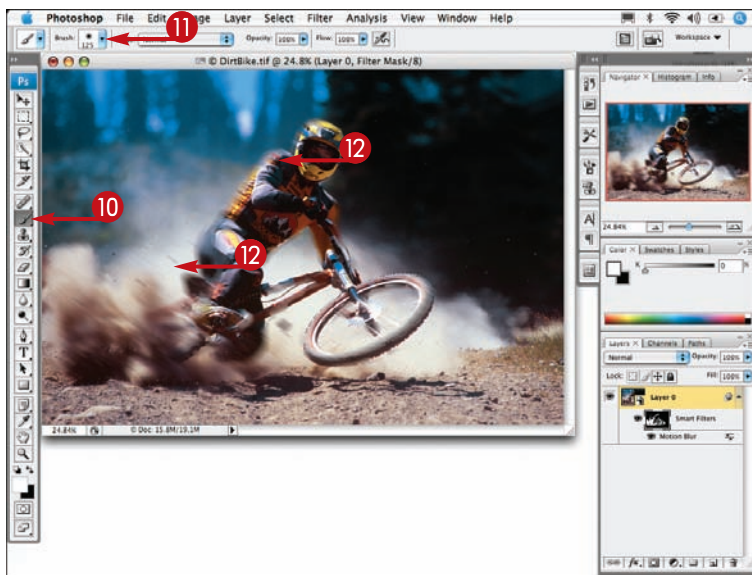 Photoshop File Edit Layer Select Filter Analysis View Window Help
11
Brush: 125 Opacity: 100% Flow: 100% Workspace
© DirtBike.tif @ 24.8% (Layer 0, Filter Mask/8)
Ps
Navigator × Histogram Info
12
10
12
24.84%
A
Color × Swatches Styles
K 0 %
T
Layers × Channels Paths
Normal Opacity: 100%
Lock: Fill: 100%
Layer 0
Smart Filters
Motion Blur
24.84% © Doc: 15.8M/19.1M
fx.